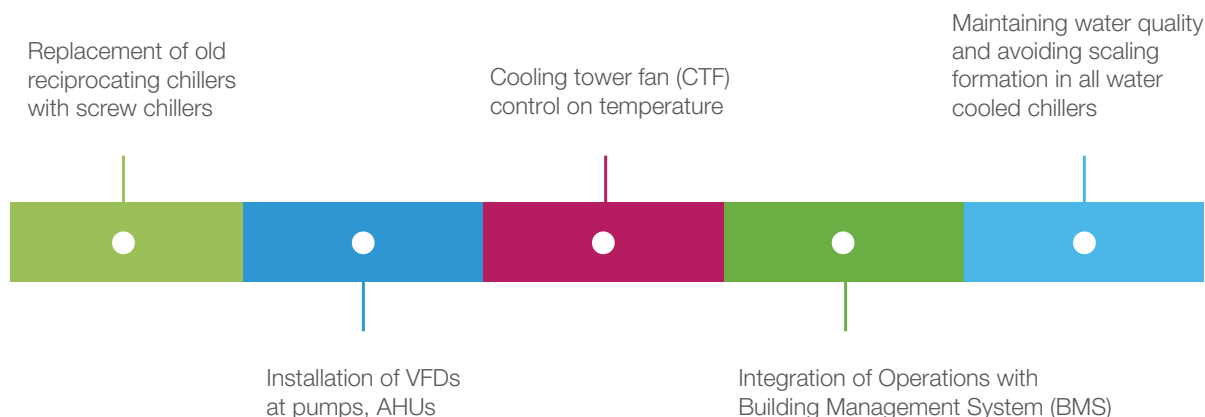 Replacement of old
reciprocating chillers
with screw chillers
Installation of VFDs
at pumps, AHUs
Cooling tower fan (CTF)
control on temperature
Integration of Operations with
Building Management System (BMS)
Maintaining water quality
and avoiding scaling
formation in all water
cooled chillers